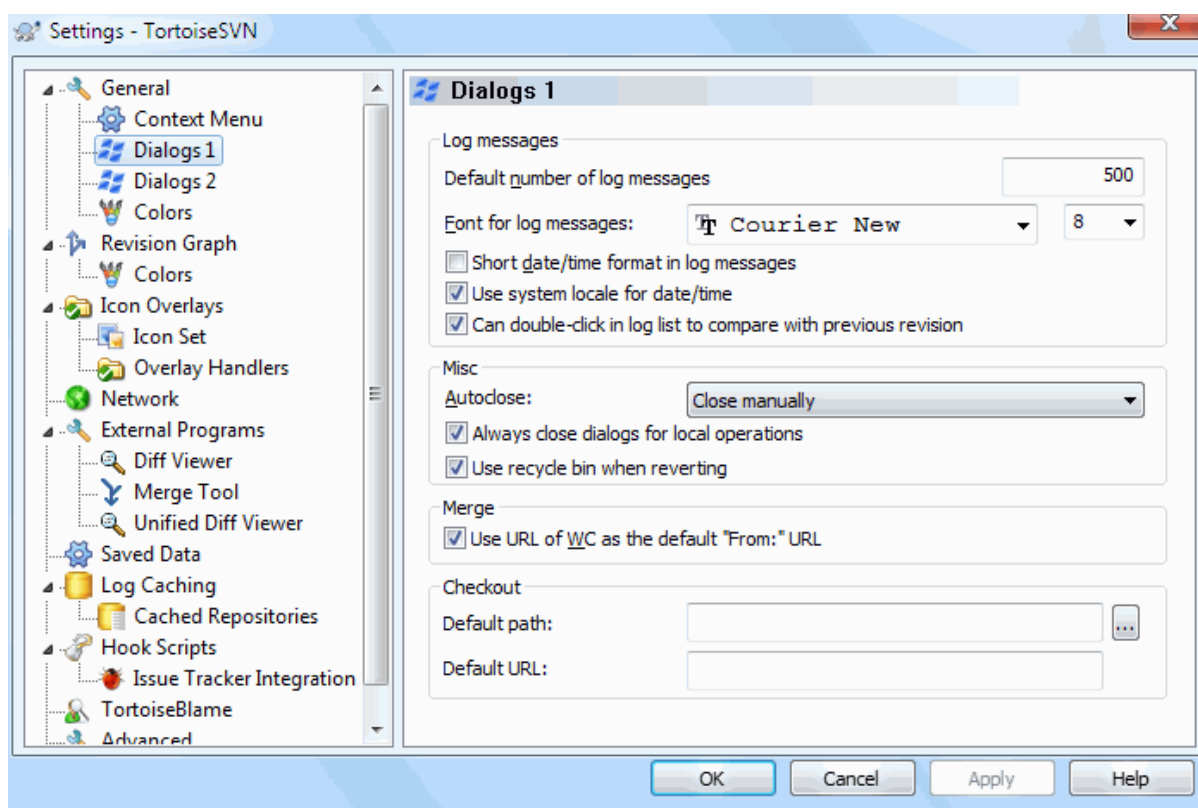 Settings - TortoiseSVN
General
Context Menu
Dialogs 1
Dialogs 2
Colors
Revision Graph
Colors
Icon Overlays
Icon Set
Overlay Handlers
Network
External Programs
Diff Viewer
Merge Tool
Unified Diff Viewer
Saved Data
Log Caching
Cached Repositories
Hook Scripts
Issue Tracker Integration
TortoiseBlame
Advanced
Dialogs 1
Log messages
Default number of log messages 500
Font for log messages: Courier New 8
Short date/time format in log messages
Use system locale for date/time
Can double-click in log list to compare with previous revision
Misc
Autoclose: Close manually
Always close dialogs for local operations
Use recycle bin when reverting
Merge
Use URL of WC as the default "From:" URL
Checkout
Default path: ...
Default URL:
OK Cancel Apply Help